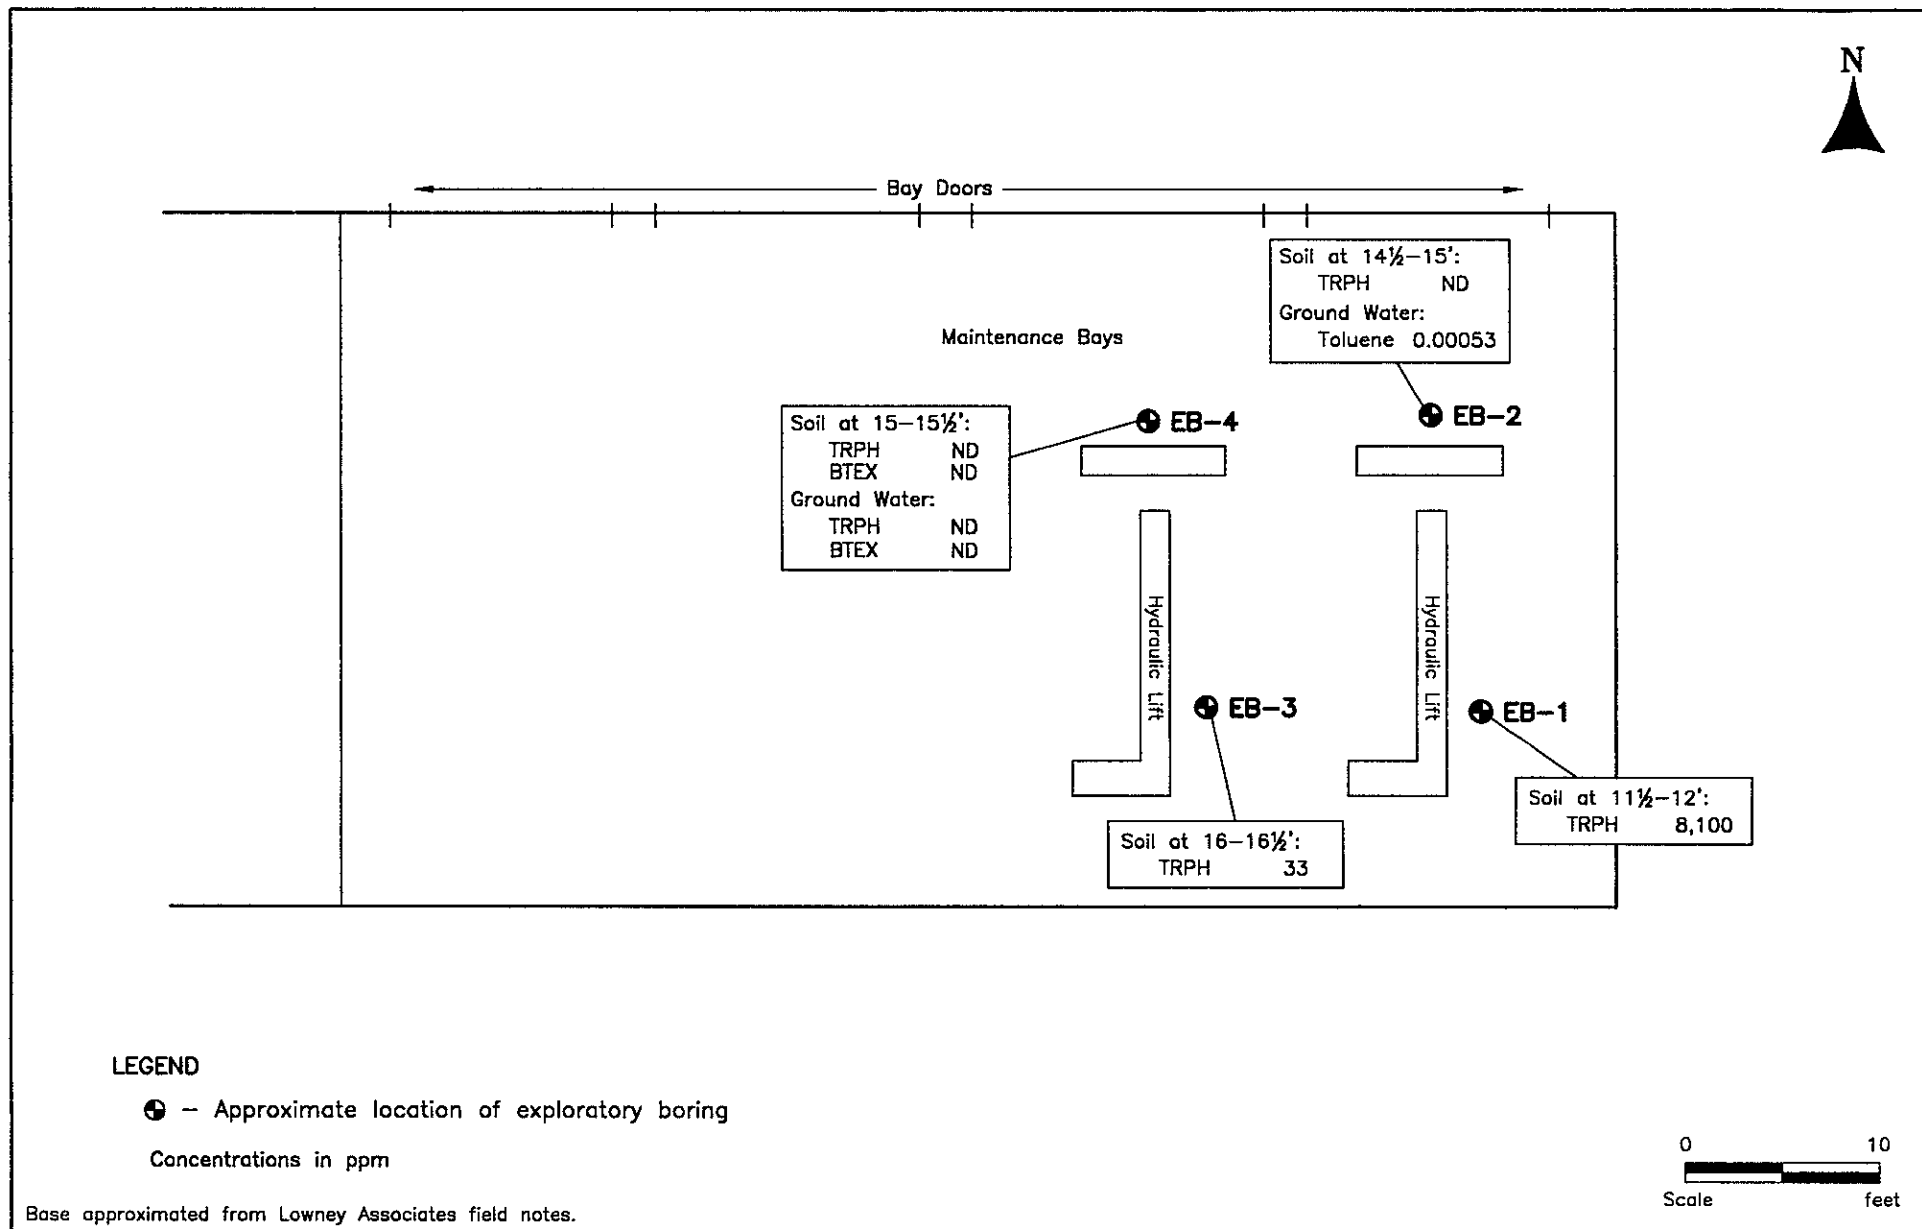 N
Bay Doors
Soil at 14½–15':
TRPH ND
Ground Water:
Toluene 0.00053
Maintenance Bays
EB–4
EB–2
Soil at 15–15½':
TRPH ND
BTEX ND
Ground Water:
TRPH ND
BTEX ND
Hydraulic Lift
Hydraulic Lift
EB–3
EB–1
Soil at 11½–12':
TRPH 8,100
Soil at 16–16½':
TRPH 33
LEGEND
– Approximate location of exploratory boring
Concentrations in ppm
0 10
Scale feet
Base approximated from Lowney Associates field notes.